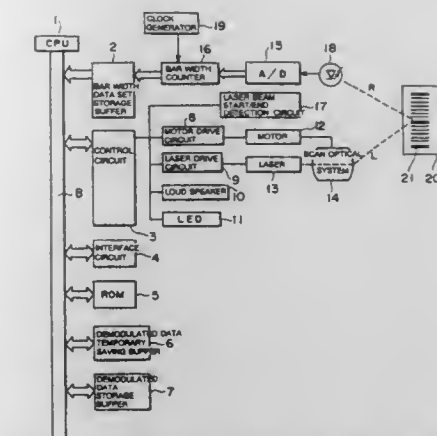 1
CPU
CLOCK
GENERATOR
19
2
BAR WIDTH
DATA SET
STORAGE
BUFFER
16
BAR WIDTH
COUNTER
15
A/D
18
R
LASER BEAM
START/END
DETECTION CIRCUIT
17
8
MOTOR DRIVE
CIRCUIT
12
MOTOR
CONTROL
CIRCUIT
LASER DRIVE
CIRCUIT
9
LASER
13
SCAN OPTICAL
SYSTEM
14
L
21
20
LOUD SPEAKER
10
LED
11
3
B
INTERFACE
CIRCUIT
4
ROM
5
DEMODULATED DATA
TEMPORARY
SAVING BUFFER
6
DEMODULATED
DATA
STORAGE
BUFFER
7